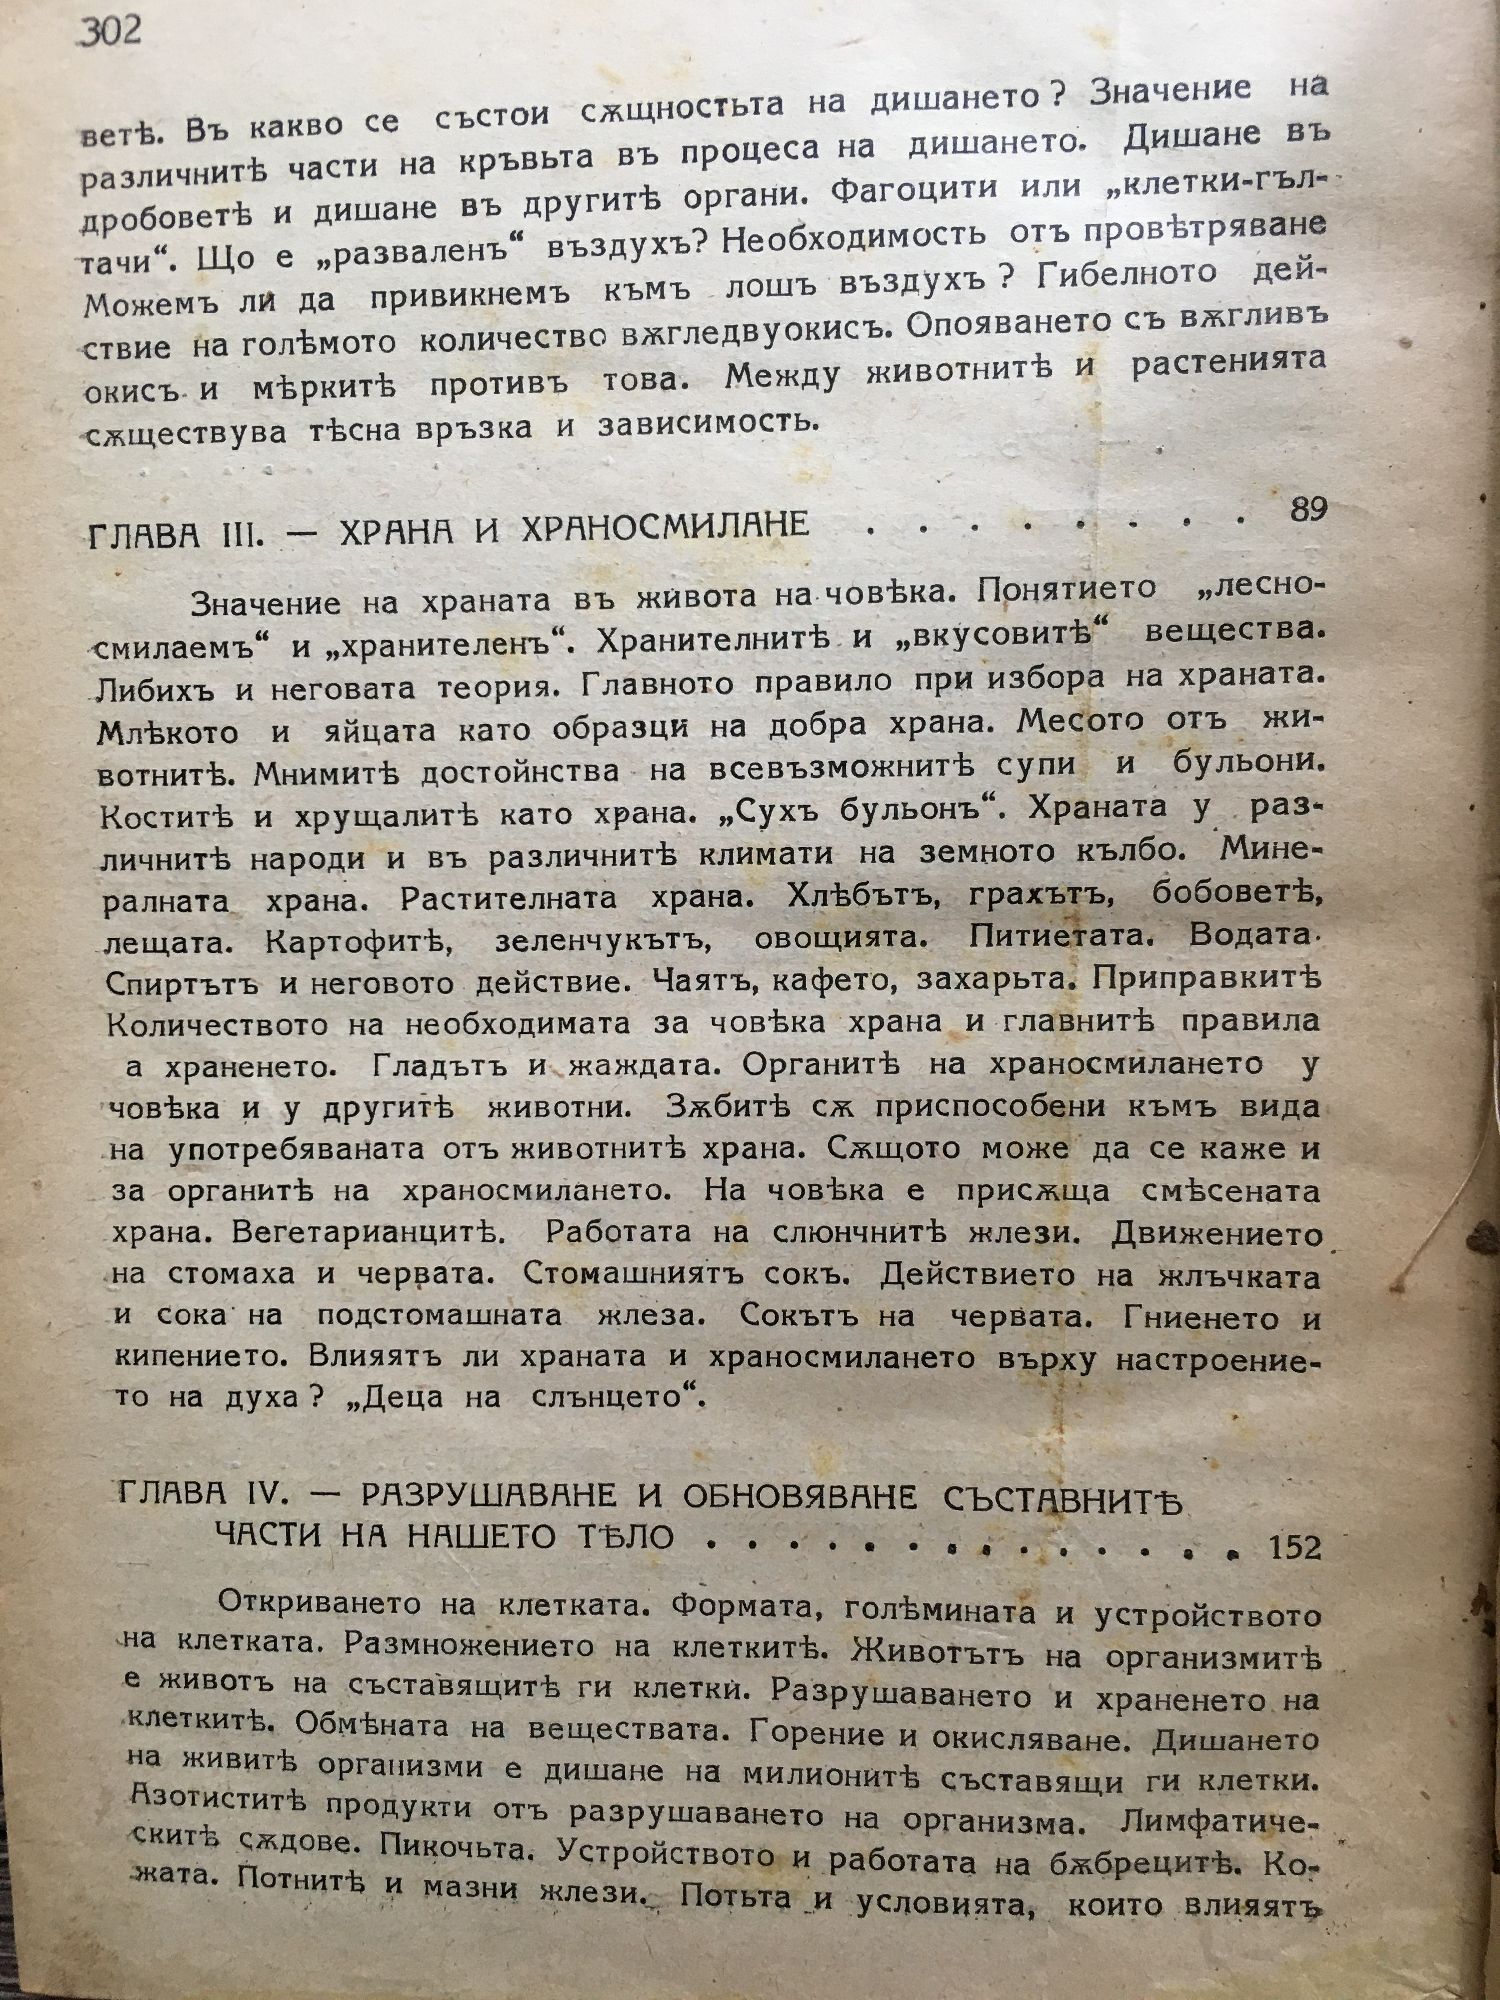 302
ветѣ. Въ какво се състои сѫщностьта на дишането? Значение на
различнитѣ части на кръвьта въ процеса на дишането. Дишане въ
дробоветѣ и дишане въ другитѣ органи. Фагоцити или „клетки-гъл-
тачи“. Що е „разваленъ“ въздухъ? Необходимость отъ провѣтряване
Можемъ ли да привикнемъ къмъ лошъ въздухъ? Гибелното дей-
ствие на голѣмото количество вѫгледвуокисъ. Опояването съ вѫгливъ
окисъ и мѣркитѣ противъ това. Между животнитѣ и растенията
сѫществува тѣсна връзка и зависимость.
ГЛАВА III. — ХРАНА И ХРАНОСМИЛАНЕ . . . . . . . . 89
Значение на храната въ живота на човѣка. Понятието „лесно-
смилаемъ“ и „хранителенъ“. Хранителнитѣ и „вкусовитѣ“ вещества.
Либихъ и неговата теория. Главното правило при избора на храната.
Млѣкото и яйцата като образци на добра храна. Месото отъ жи-
вотнитѣ. Мнимитѣ достойнства на всевъзможнитѣ супи и бульони.
Коститѣ и хрущалитѣ като храна. „Сухъ бульонъ“. Храната у раз-
личнитѣ народи и въ различнитѣ климати на земното кълбо. Мине-
ралната храна. Растителната храна. Хлѣбътъ, грахътъ, бобоветѣ,
лещата. Картофитѣ, зеленчукътъ, овощията. Питиетата. Водата.
Спиртътъ и неговото действие. Чаятъ, кафето, захарьта. Приправкитѣ
Количеството на необходимата за човѣка храна и главнитѣ правила
а храненето. Гладътъ и жаждата. Органитѣ на храносмилането у
човѣка и у другитѣ животни. Зѫбитѣ сѫ приспособени къмъ вида
на употребяваната отъ животнитѣ храна. Сѫщото може да се каже и
за органитѣ на храносмилането. На човѣка е присѫща смѣсената
храна. Вегетарианцитѣ. Работата на слюнчнитѣ жлези. Движението
на стомаха и червата. Стомашниятъ сокъ. Действието на жлъчката
и сока на подстомашната жлеза. Сокътъ на червата. Гниенето и
кипението. Влияятъ ли храната и храносмилането върху настроение-
то на духа? „Деца на слънцето“.
ГЛАВА IV. — РАЗРУШАВАНЕ И ОБНОВЯВАНЕ СЪСТАВНИТѢ
ЧАСТИ НА НАШЕТО ТѢЛО . . . . . . . . . . . . . . 152
Откриването на клетката. Формата, голѣмината и устройството
на клетката. Размножението на клеткитѣ. Животътъ на организмитѣ
е животъ на съставящитѣ ги клетки. Разрушаването и храненето на
клеткитѣ. Обмѣната на веществата. Горение и окисляване. Дишането
на живитѣ организми е дишане на милионитѣ съставящи ги клетки.
Азотиститѣ продукти отъ разрушаването на организма. Лимфатиче-
скитѣ сѫдове. Пикочьта. Устройството и работата на бѫбрецитѣ. Ко-
жата. Потнитѣ и мазни жлези. Потьта и условията, които влияятъ